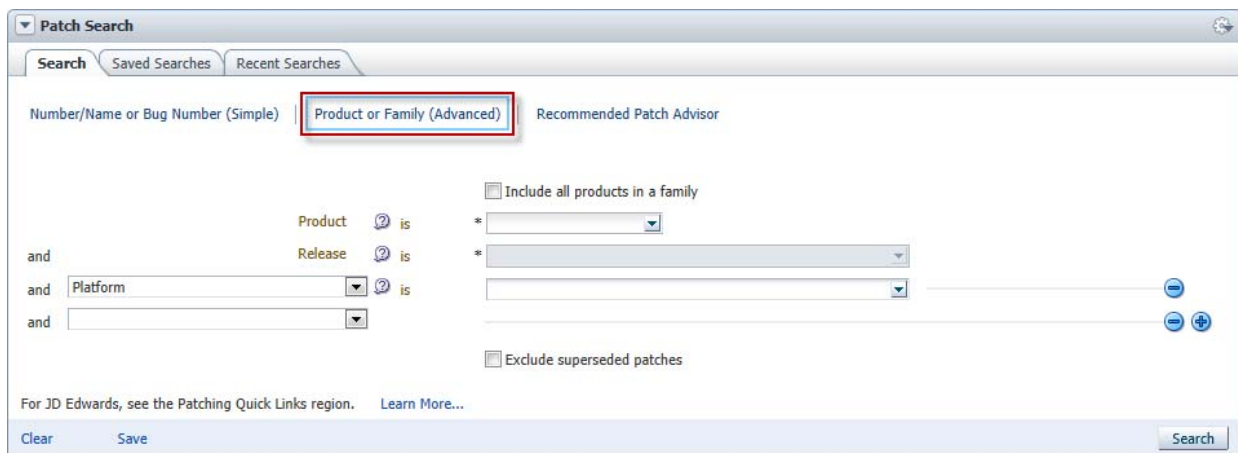 Patch Search
Search Saved Searches Recent Searches
Number/Name or Bug Number (Simple) Product or Family (Advanced) Recommended Patch Advisor
Include all products in a family
Product is *
and Release is *
and Platform is
and
Exclude superseded patches
For JD Edwards, see the Patching Quick Links region. Learn More...
Clear Save Search